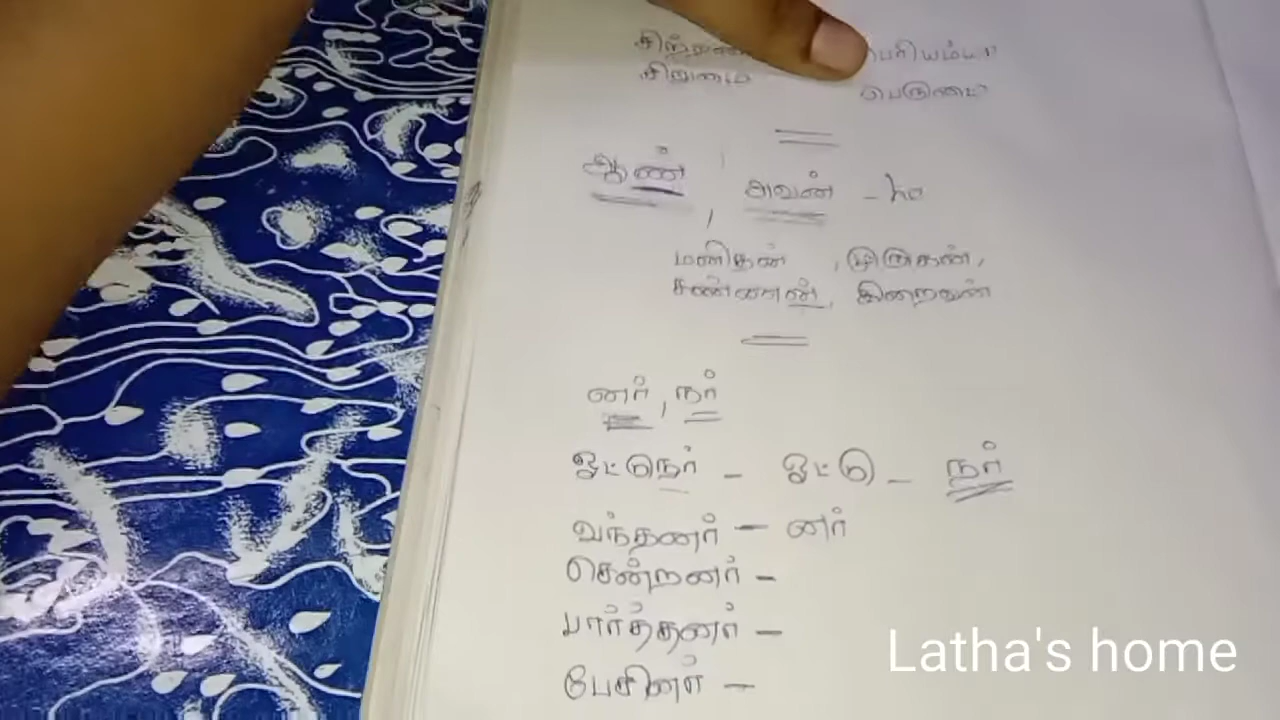 சிறுமை பெருமை
ஆண் , அவன் - he
மனிதன் , முருகன்,
கண்ணன், இறைவன்
னர் , நர்
ஓட்டுநர் - ஓட்டு - நர்
வந்தனர் - னர்
சென்றனர் -
பார்த்தனர் -
பேசினர் -
Latha's home